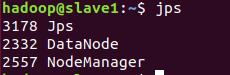 hadoop@slave1:~$ jps
3178 Jps
2332 DataNode
2557 NodeManager